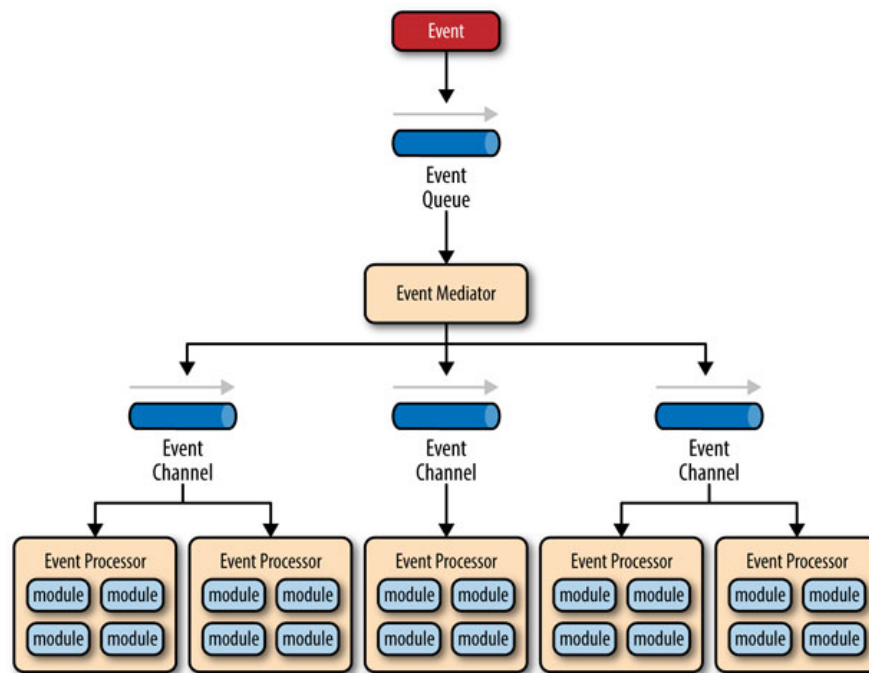 Event
Event
Queue
Event Mediator
Event
Channel
Event
Channel
Event
Channel
Event Processor
module module
module module
Event Processor
module module
module module
Event Processor
module module
module module
Event Processor
module module
module module
Event Processor
module module
module module